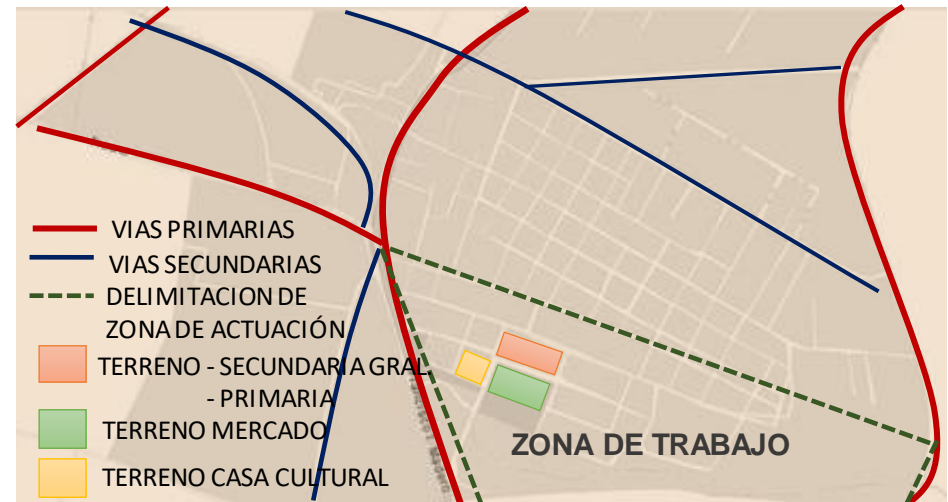 VIAS PRIMARIAS
VIAS SECUNDARIAS
DELIMITACION DE
ZONA DE ACTUACIÓN
TERRENO - SECUNDARIA GRAL.
- PRIMARIA
TERRENO MERCADO
TERRENO CASA CULTURAL
ZONA DE TRABAJO